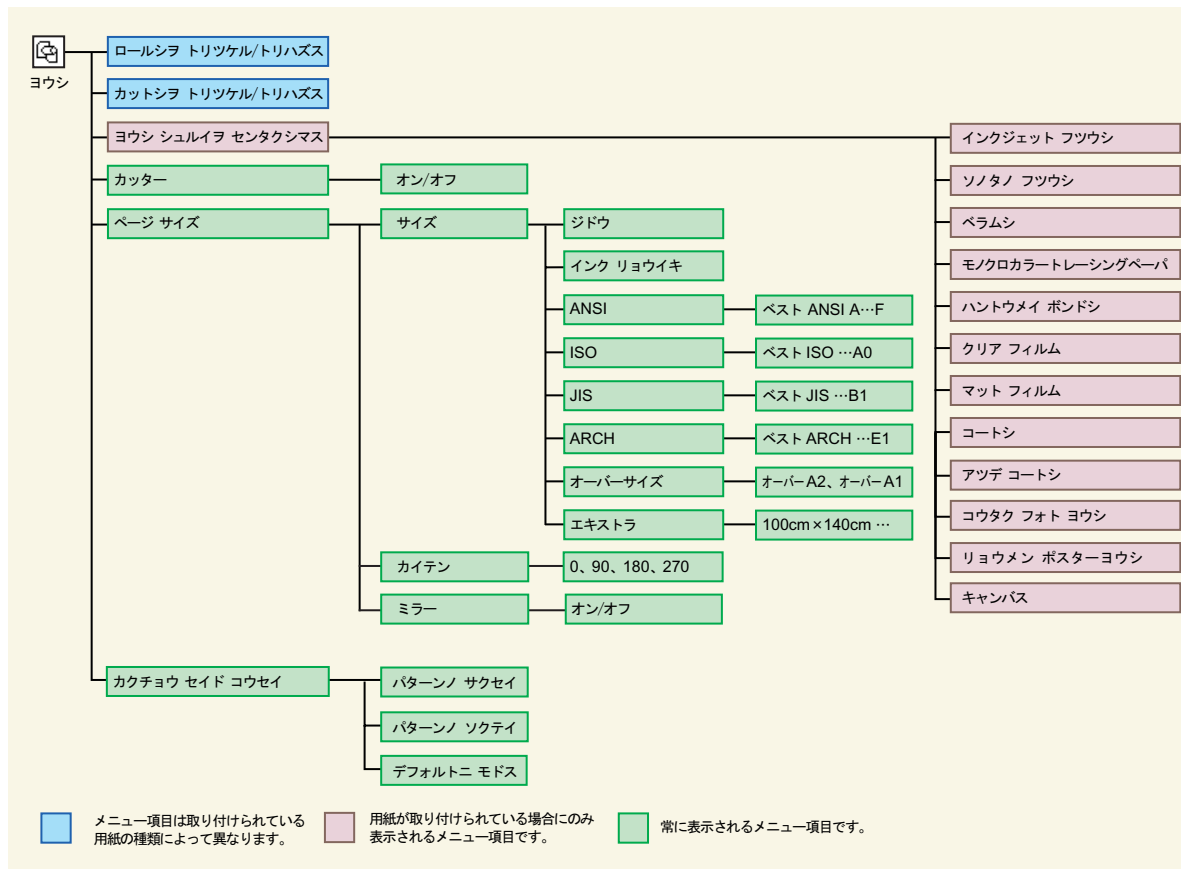 ヨウシ
ロールシヲ トリツケル/トリハズス
カットシヲ トリツケル/トリハズス
ヨウシ シュルイヲ センタクシマス
インクジェット フツウシ
ソノタノ フツウシ
ベラムシ
モノクロカラートレーシングペーパ
ハントウメイ ボンドシ
クリア フィルム
マット フィルム
コートシ
アツデ コートシ
コウタク フォト ヨウシ
リョウメン ポスターヨウシ
キャンバス
カッター
オン/オフ
ページ サイズ
サイズ
ジドウ
インク リョウイキ
ANSI
ベスト ANSI A…F
ISO
ベスト ISO …A0
JIS
ベスト JIS …B1
ARCH
ベスト ARCH …E1
オーバーサイズ
オーバーA2、オーバーA1
エキストラ
100cm×140cm …
カイテン
0、90、180、270
ミラー
オン/オフ
カクチョウ セイド コウセイ
パターンノ サクセイ
パターンノ ソクテイ
デフォルトニ モドス
メニュー項目は取り付けられている
用紙の種類によって異なります。
用紙が取り付けられている場合にのみ
表示されるメニュー項目です。
常に表示されるメニュー項目です。